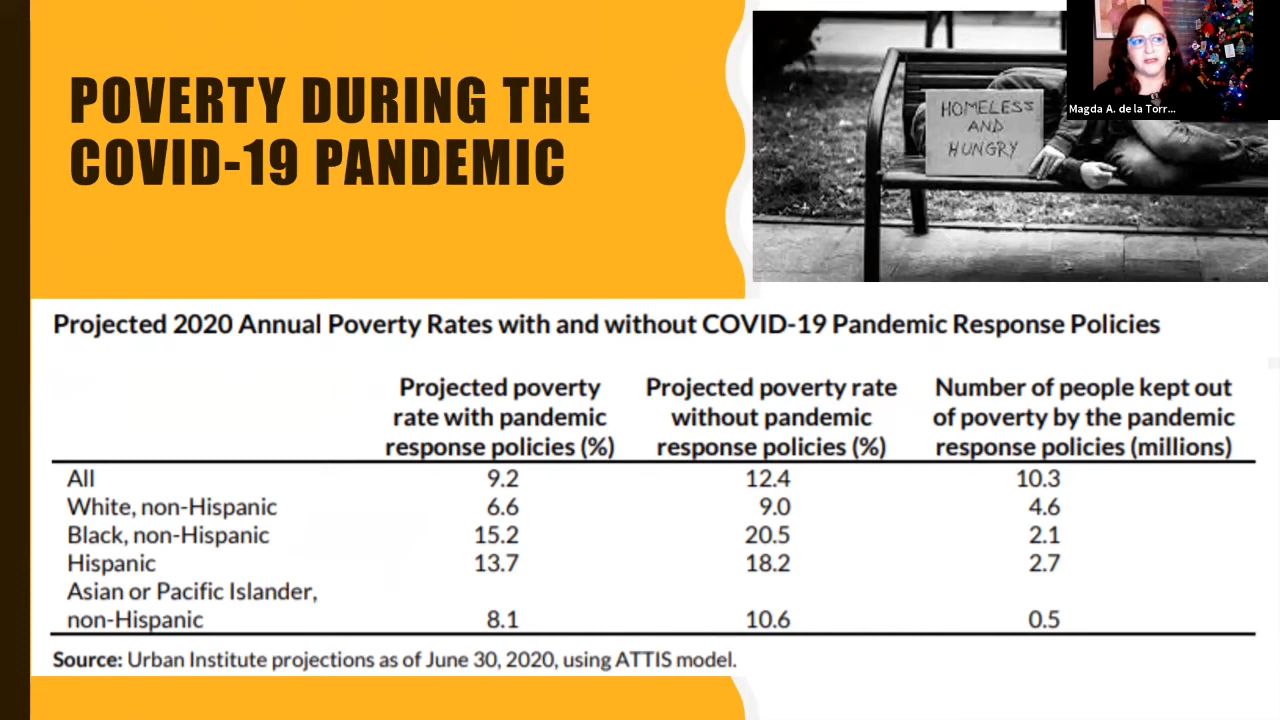 POVERTY DURING THE
COVID-19 PANDEMIC
HOMELESS
AND
HUNGRY
Magda A. de la Torr...
Projected 2020 Annual Poverty Rates with and without COVID-19 Pandemic Response Policies
Projected poverty rate with pandemic response policies (%)
Projected poverty rate without pandemic response policies (%)
Number of people kept out of poverty by the pandemic response policies (millions)
All 9.2 12.4 10.3
White, non-Hispanic 6.6 9.0 4.6
Black, non-Hispanic 15.2 20.5 2.1
Hispanic 13.7 18.2 2.7
Asian or Pacific Islander,
non-Hispanic 8.1 10.6 0.5
Source: Urban Institute projections as of June 30, 2020, using ATTIS model.